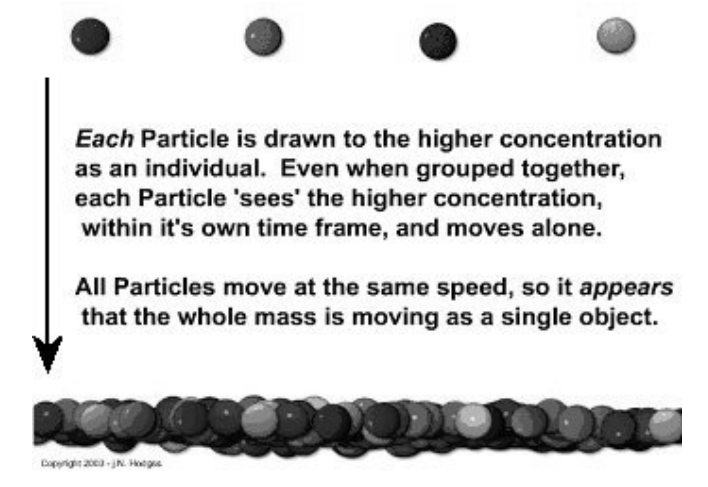 Each Particle is drawn to the higher concentration
as an individual. Even when grouped together,
each Particle 'sees' the higher concentration,
within it's own time frame, and moves alone.
All Particles move at the same speed, so it appears
that the whole mass is moving as a single object.
Copyright 2003 - j.N. Hodges